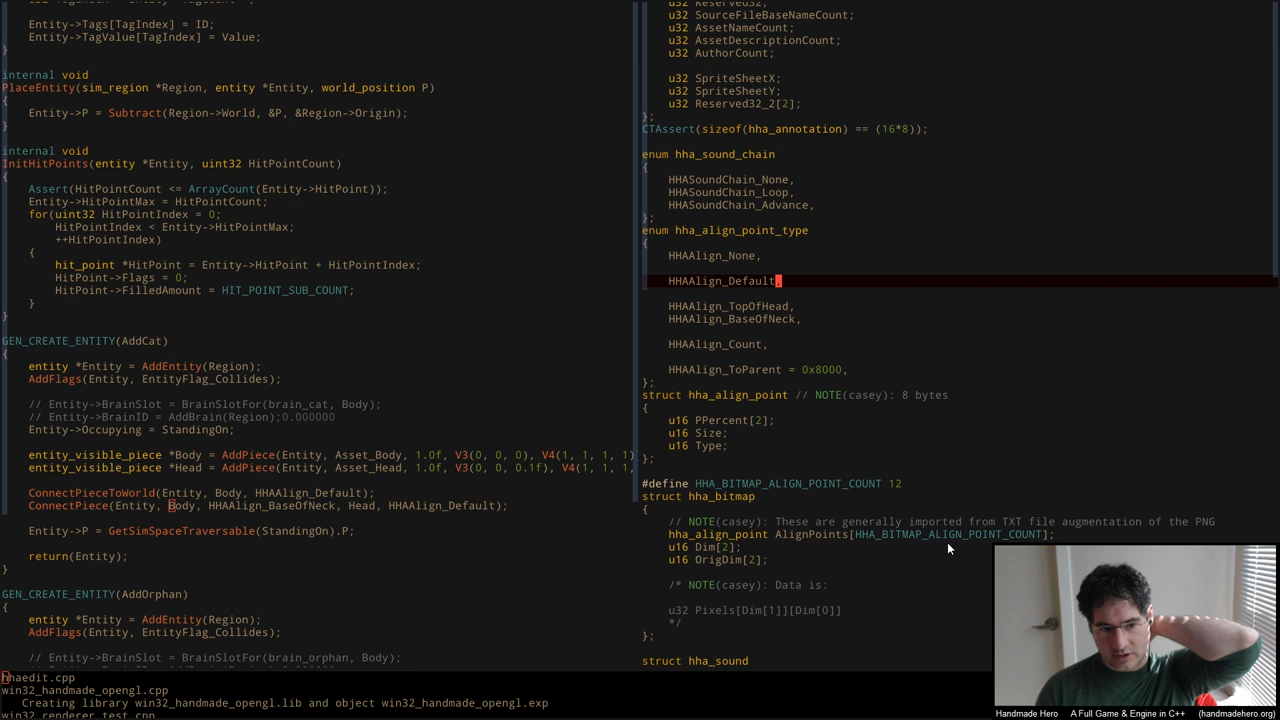 Entity->Tags[TagIndex] = ID;
Entity->TagValue[TagIndex] = Value;
}
internal void
PlaceEntity(sim_region *Region, entity *Entity, world_position P)
{
Entity->P = Subtract(Region->World, &P, &Region->Origin);
}
internal void
InitHitPoints(entity *Entity, uint32 HitPointCount)
{
Assert(HitPointCount <= ArrayCount(Entity->HitPoint));
Entity->HitPointMax = HitPointCount;
for(uint32 HitPointIndex = 0;
HitPointIndex < Entity->HitPointMax;
++HitPointIndex)
{
hit_point *HitPoint = Entity->HitPoint + HitPointIndex;
HitPoint->Flags = 0;
HitPoint->FilledAmount = HIT_POINT_SUB_COUNT;
}
}
GEN_CREATE_ENTITY(AddCat)
{
entity *Entity = AddEntity(Region);
AddFlags(Entity, EntityFlag_Collides);
// Entity->BrainSlot = BrainSlotFor(brain_cat, Body);
// Entity->BrainID = AddBrain(Region);0.000000
Entity->Occupying = StandingOn;
entity_visible_piece *Body = AddPiece(Entity, Asset_Body, 1.0f, V3(0, 0, 0), V4(1, 1, 1, 1)
entity_visible_piece *Head = AddPiece(Entity, Asset_Head, 1.0f, V3(0, 0, 0.1f), V4(1, 1, 1,
ConnectPieceToWorld(Entity, Body, HHAAlign_Default);
ConnectPiece(Entity, Body, HHAAlign_BaseOfNeck, Head, HHAAlign_Default);
Entity->P = GetSimSpaceTraversable(StandingOn).P;
return(Entity);
}
GEN_CREATE_ENTITY(AddOrphan)
{
entity *Entity = AddEntity(Region);
AddFlags(Entity, EntityFlag_Collides);
// Entity->BrainSlot = BrainSlotFor(brain_orphan, Body);
u32 Reserved32;
u32 SourceFileBaseNameCount;
u32 AssetNameCount;
u32 AssetDescriptionCount;
u32 AuthorCount;
u32 SpriteSheetX;
u32 SpriteSheetY;
u32 Reserved32_2[2];
};
CTAssert(sizeof(hha_annotation) == (16*8));
enum hha_sound_chain
{
HHASoundChain_None,
HHASoundChain_Loop,
HHASoundChain_Advance,
};
enum hha_align_point_type
{
HHAAlign_None,
HHAAlign_Default,
HHAAlign_TopOfHead,
HHAAlign_BaseOfNeck,
HHAAlign_Count,
HHAAlign_ToParent = 0x8000,
};
struct hha_align_point // NOTE(casey): 8 bytes
{
u16 PPercent[2];
u16 Size;
u16 Type;
};
#define HHA_BITMAP_ALIGN_POINT_COUNT 12
struct hha_bitmap
{
// NOTE(casey): These are generally imported from TXT file augmentation of the PNG
hha_align_point AlignPoints[HHA_BITMAP_ALIGN_POINT_COUNT];
u16 Dim[2];
u16 OrigDim[2];
/* NOTE(casey): Data is:
u32 Pixels[Dim[1]][Dim[0]]
*/
};
struct hha_sound
hhaedit.cpp
win32_handmade_opengl.cpp
Creating library win32_handmade_opengl.lib and object win32_handmade_opengl.exp
win32_renderer_test.cpp
Handmade Hero A Full Game & Engine in C++ (handmadehero.org)